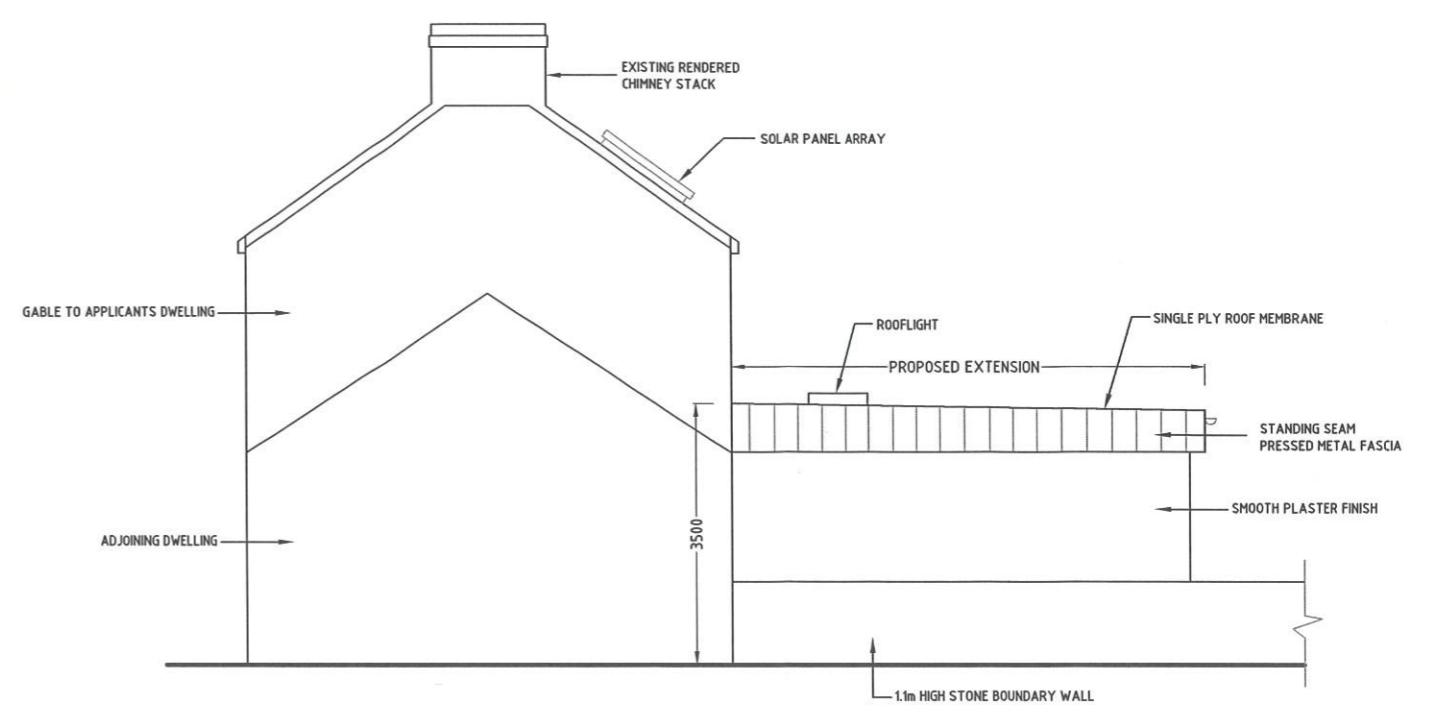 EXISTING RENDERED
CHIMNEY STACK
SOLAR PANEL ARRAY
GABLE TO APPLICANTS DWELLING
ROOFLIGHT
SINGLE PLY ROOF MEMBRANE
PROPOSED EXTENSION
STANDING SEAM
PRESSED METAL FASCIA
SMOOTH PLASTER FINISH
ADJOINING DWELLING
3500
1.1m HIGH STONE BOUNDARY WALL